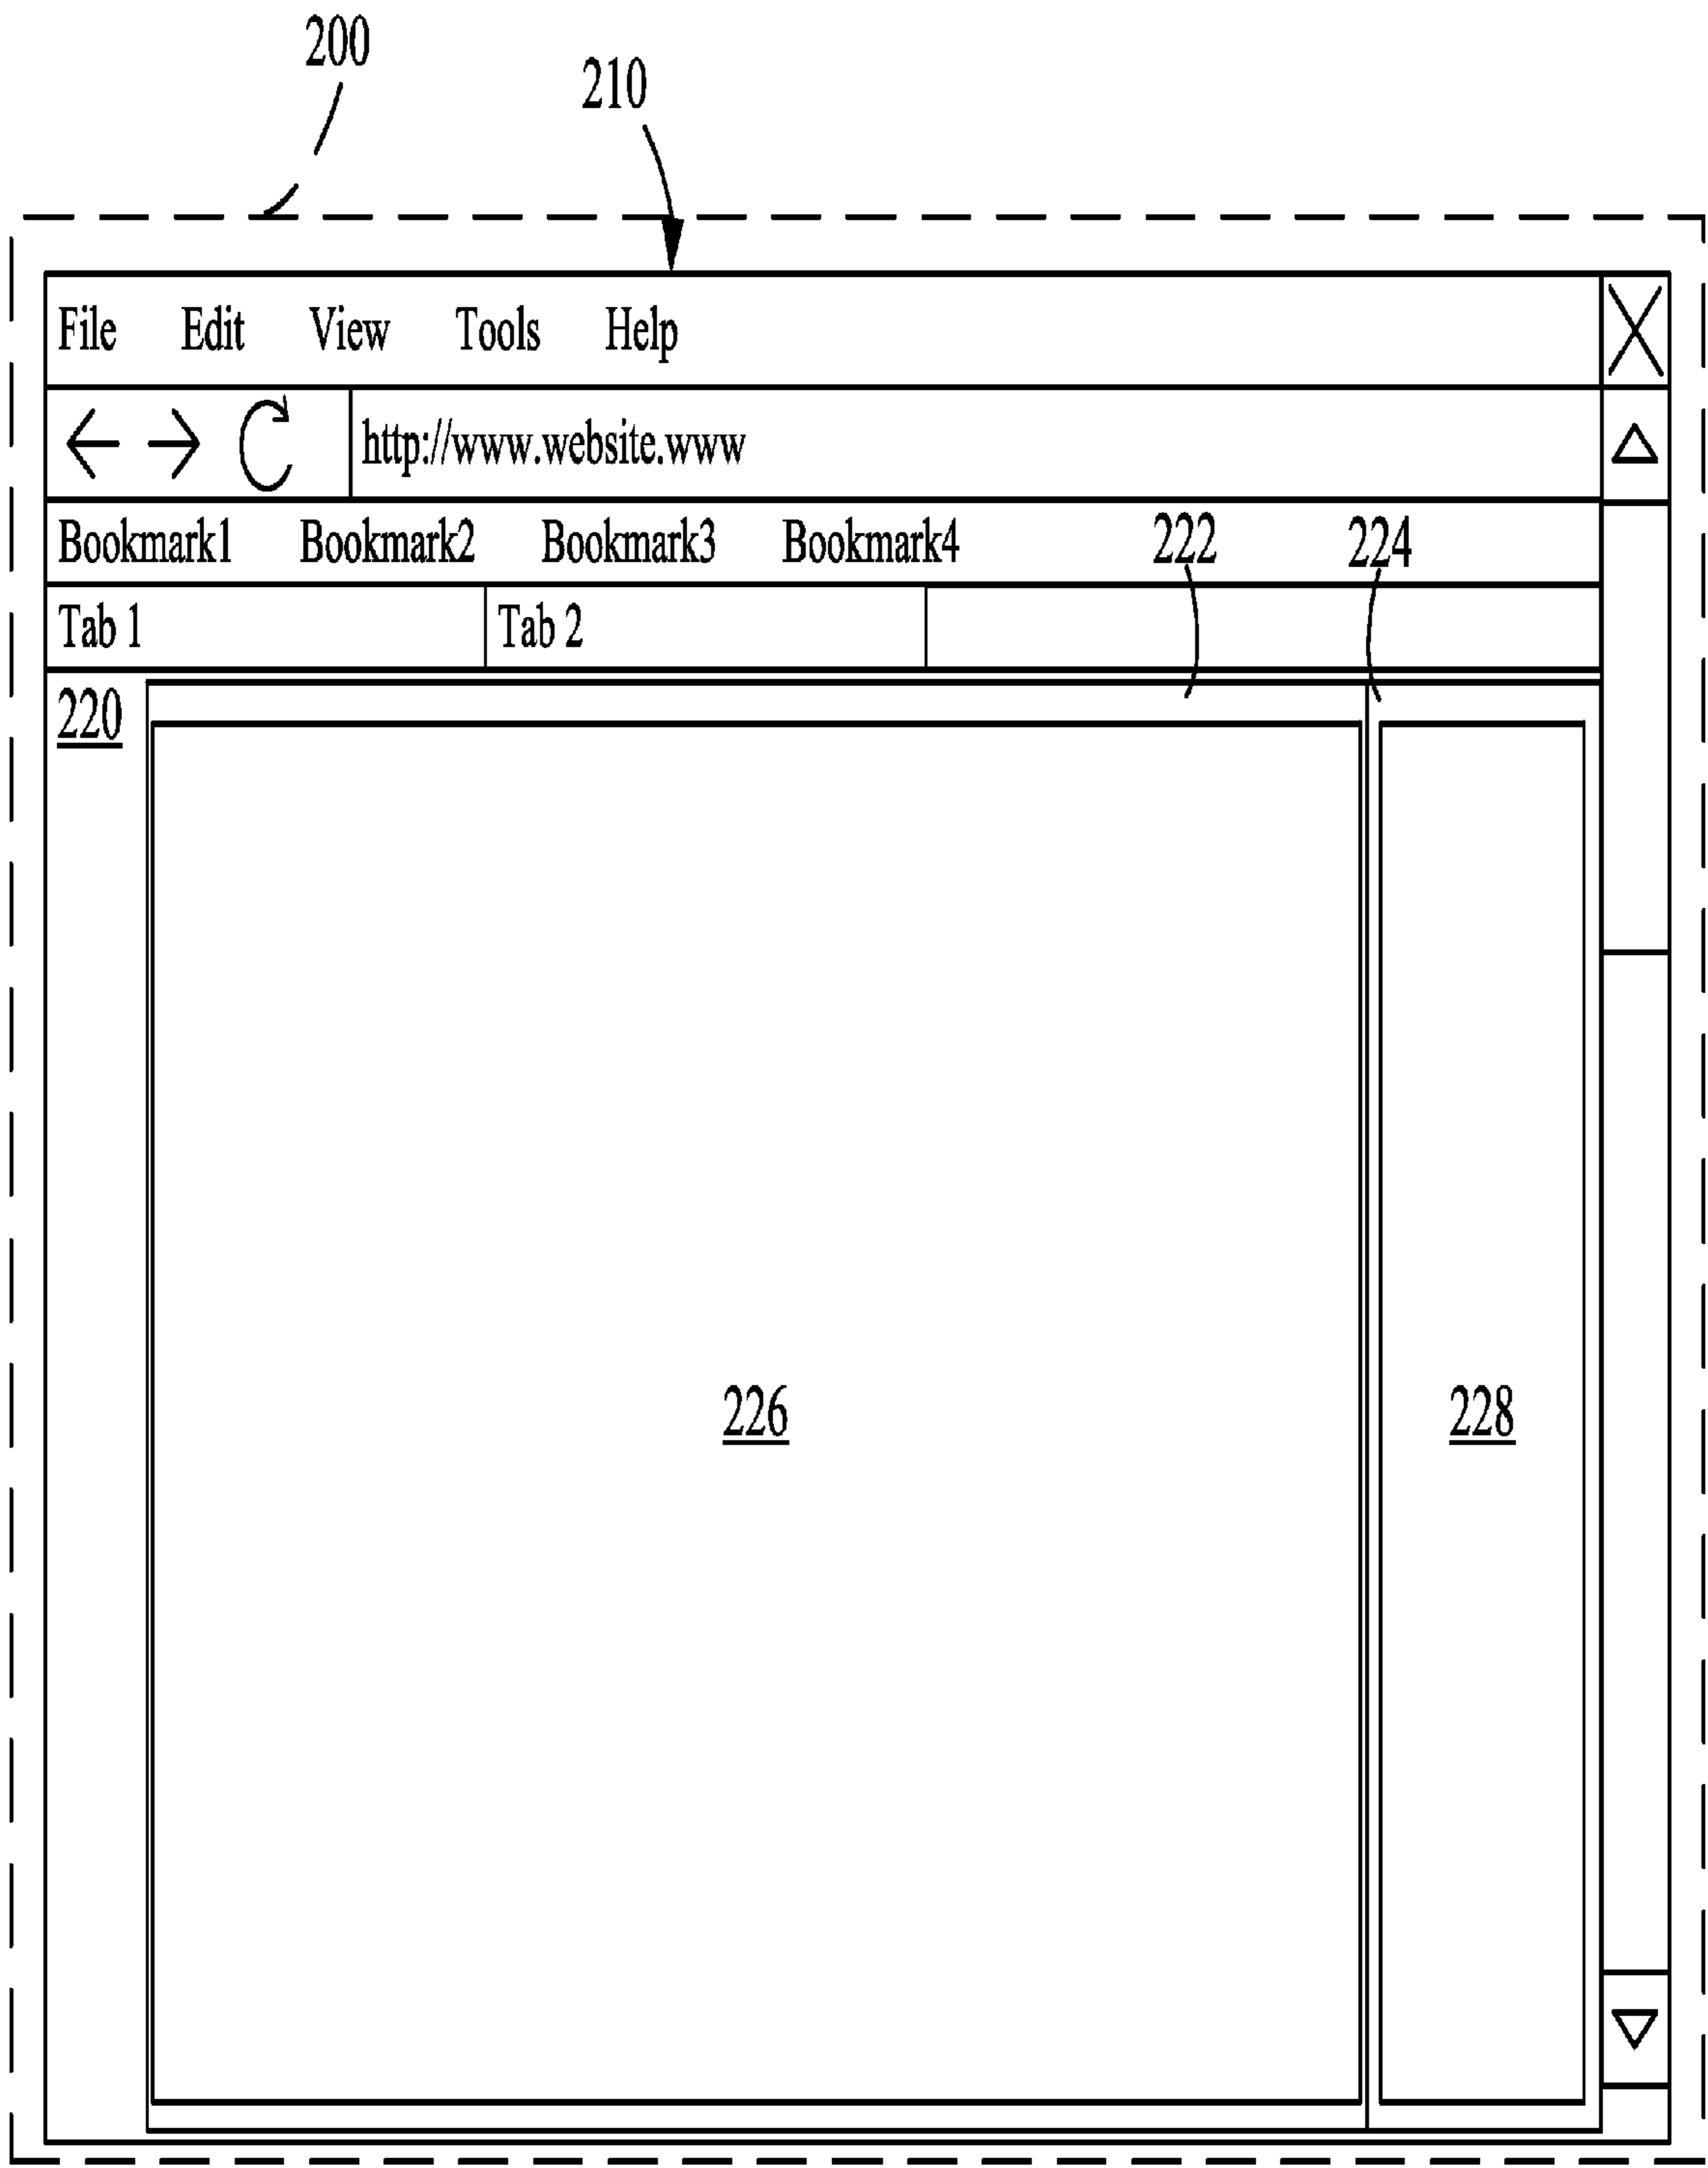 200
210
File Edit View Tools Help
http://www.website.www
Bookmark1 Bookmark2 Bookmark3 Bookmark4 222 224
Tab 1 Tab 2
220
226 228